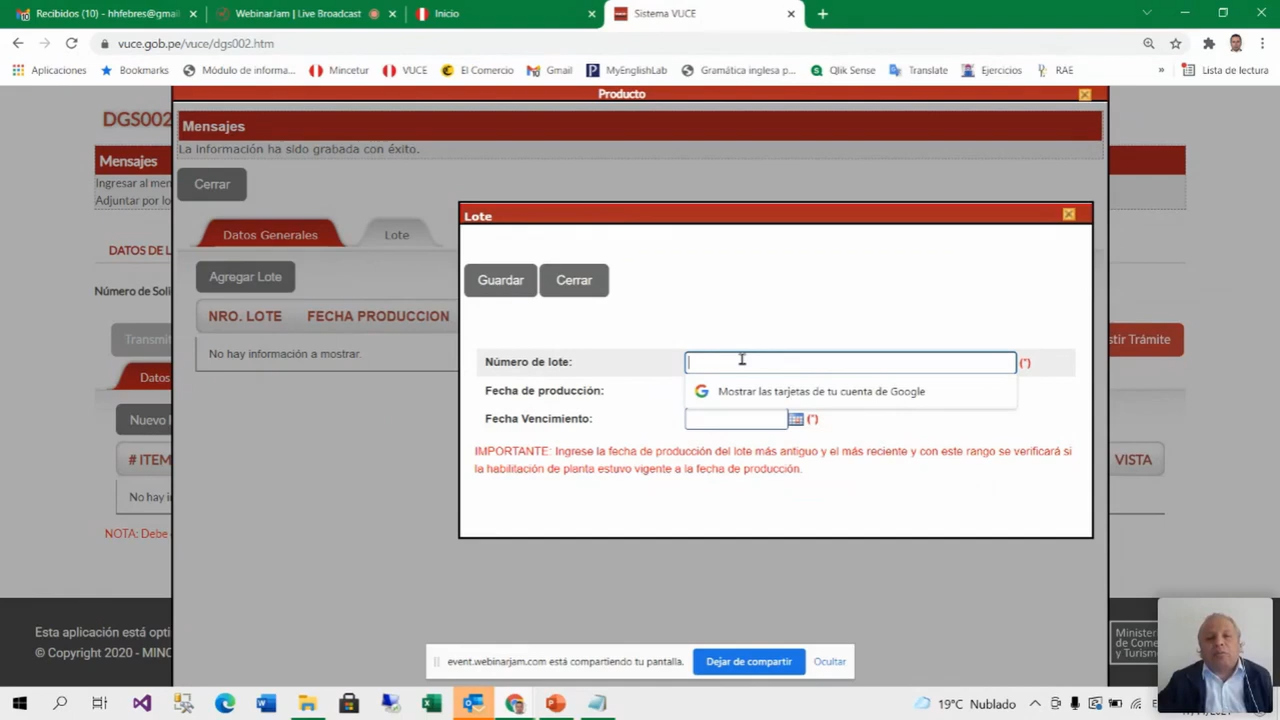 Recibidos (10) - hhfebres@gmail
WebinarJam | Live Broadcast
Inicio
Sistema VUCE
vuce.gob.pe/vuce/dgs002.htm
Aplicaciones
Bookmarks
Módulo de informa...
Mincetur
VUCE
El Comercio
Gmail
MyEnglishLab
Gramática inglesa p...
Qlik Sense
Translate
Ejercicios
RAE
»
Lista de lectura
Producto
DGS002
Mensajes
La información ha sido grabada con éxito.
Mensajes
Ingresar al men
Adjuntar por lo
Cerrar
Lote
Datos Generales
Lote
DATOS DE L
Agregar Lote
Guardar
Cerrar
Número de Soli
NRO. LOTE
FECHA PRODUCCION
Transmit
No hay información a mostrar.
stir Trámite
Número de lote:
(*)
Datos
Fecha de producción:
Mostrar las tarjetas de tu cuenta de Google
Nuevo
Fecha Vencimiento:
(*)
IMPORTANTE: Ingrese la fecha de producción del lote más antiguo y el más reciente y con este rango se verificará si
la habilitación de planta estuvo vigente a la fecha de producción.
# ITEM
VISTA
No hay in
NOTA: Debe
Esta aplicación está opti
© Copyright 2020 - MINC
Ministeri
de Come
y Turismo
event.webinarjam.com está compartiendo tu pantalla.
Dejar de compartir
Ocultar
19°C Nublado